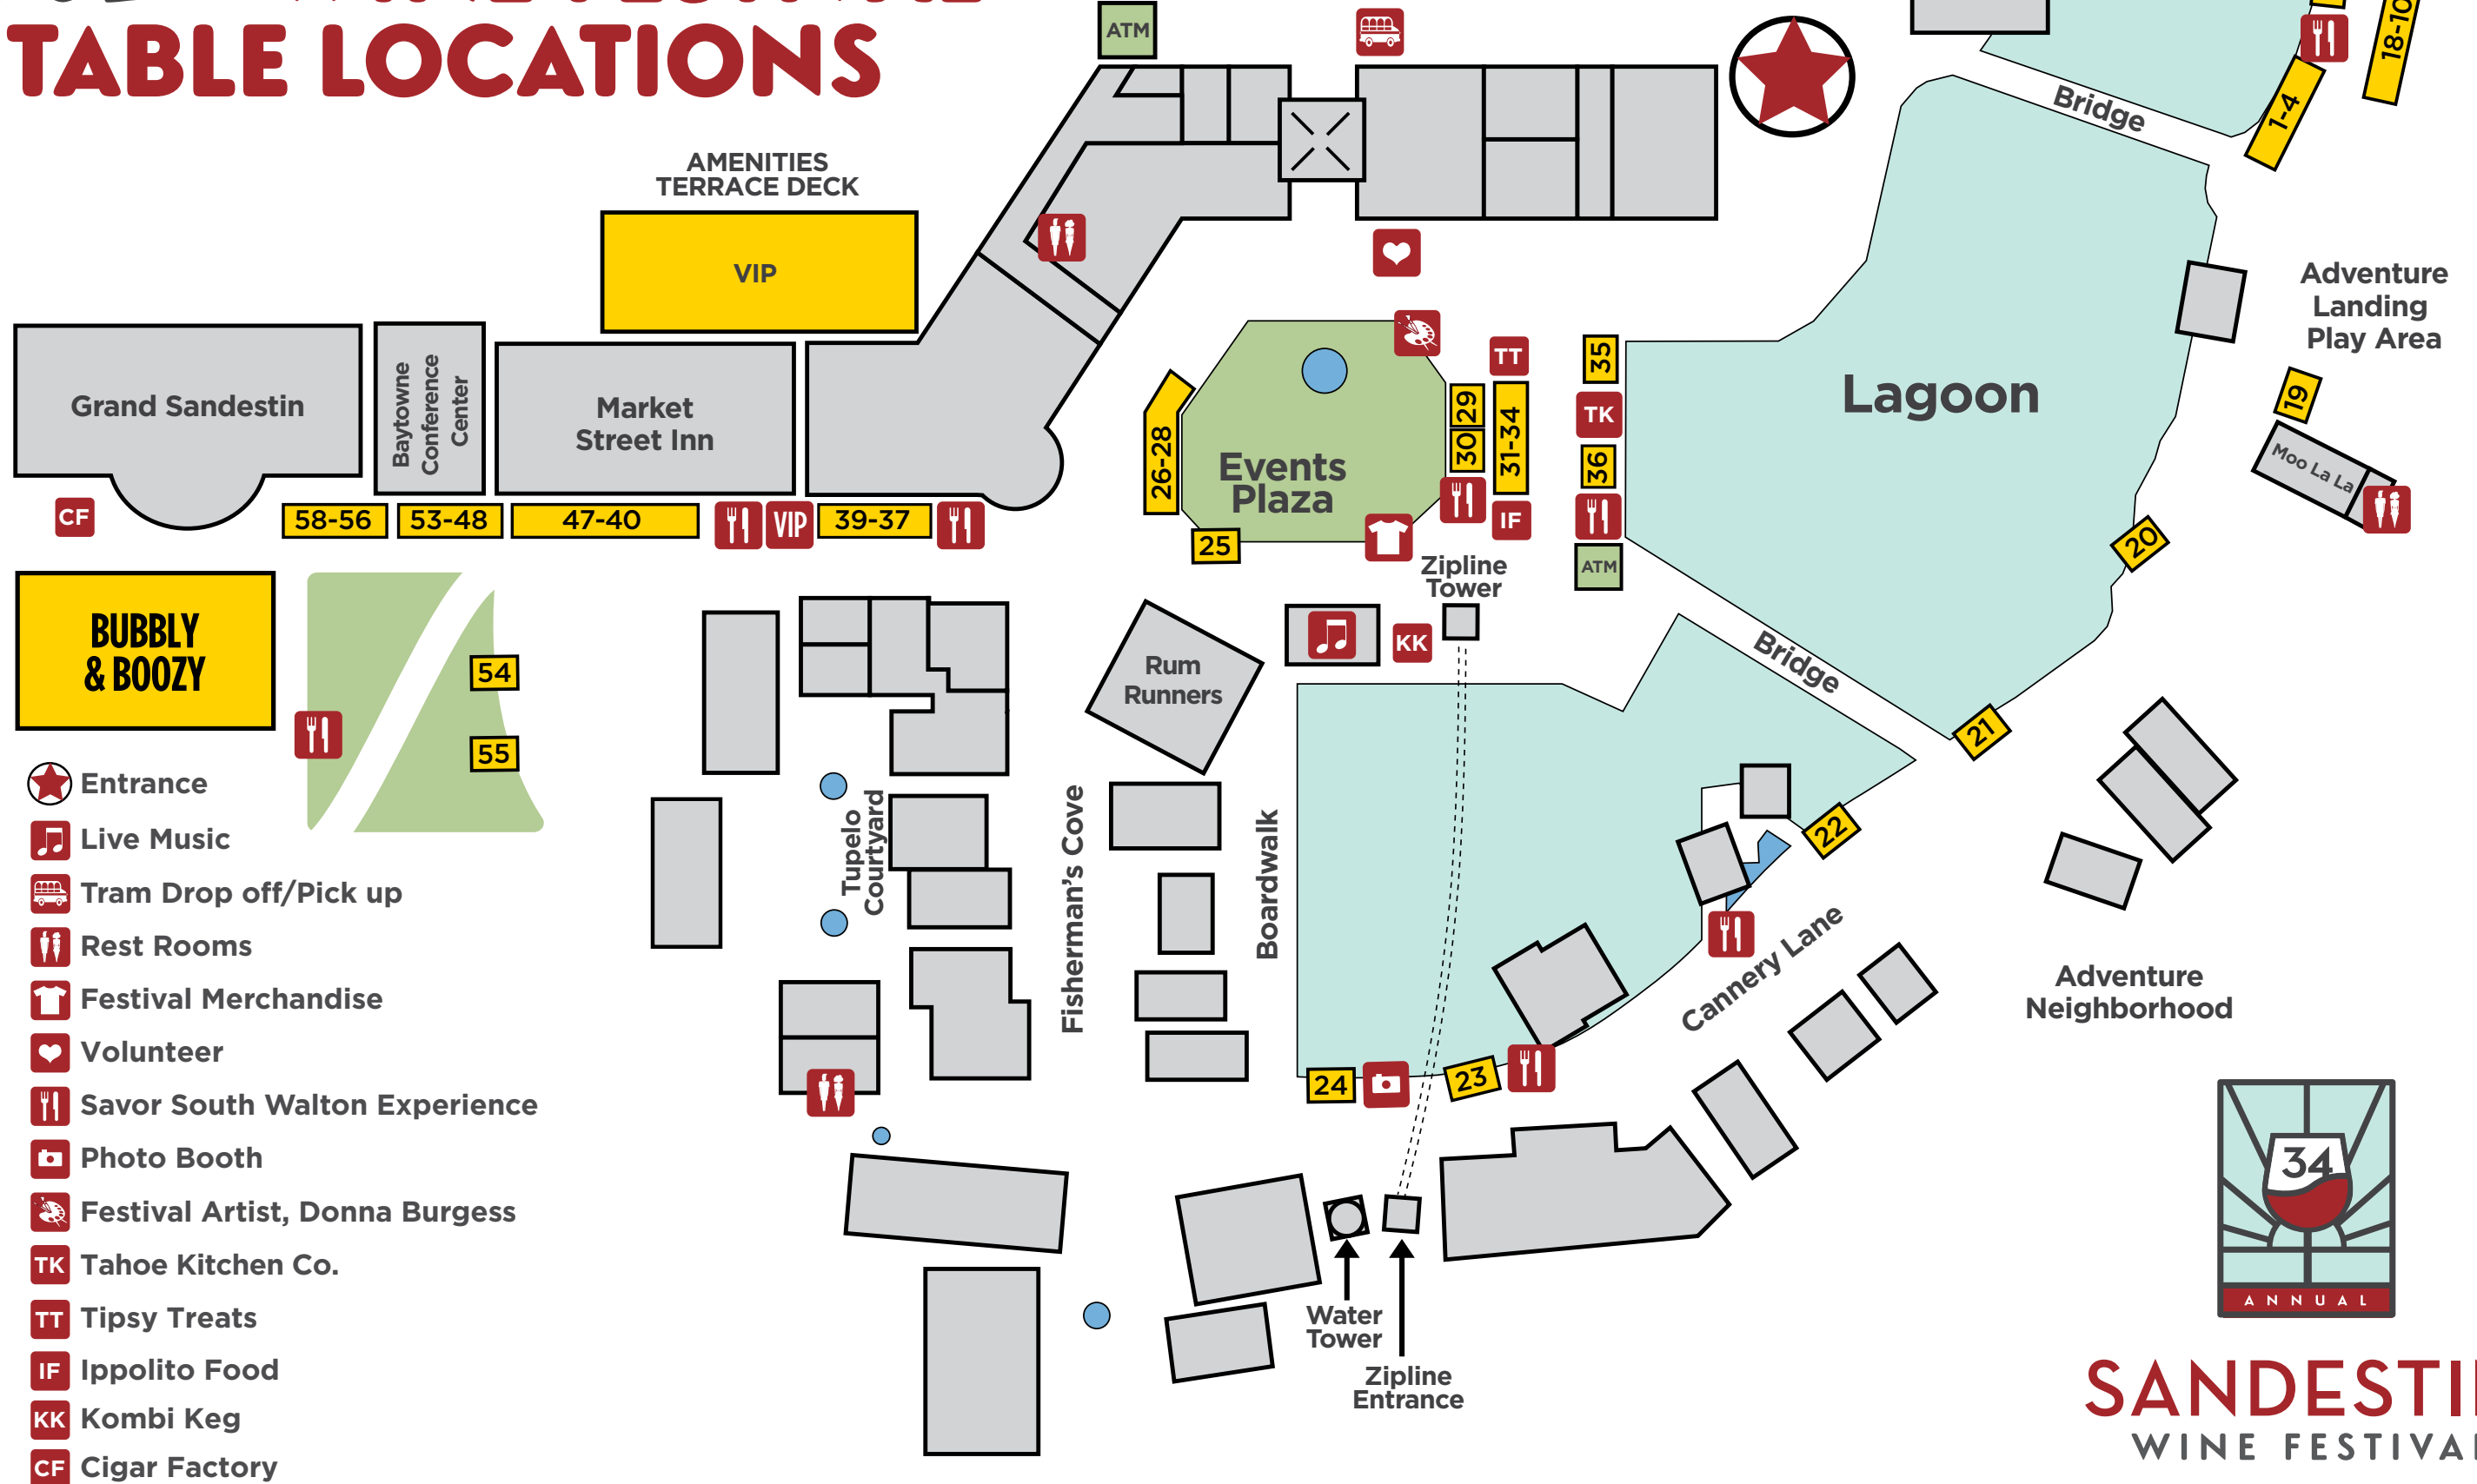 TABLE LOCATIONS
ATM
18-10
1-4
Bridge
AMENITIES
TERRACE DECK
VIP
Adventure
Landing
Play Area
Grand Sandestin
Baytowne
Conference
Center
Market
Street Inn
TT
35
Lagoon
19
TK
29
30
31-34
36
26-28
Events
Plaza
Moo La La
CF
58-56
53-48
47-40
VIP
39-37
IF
25
20
Zipline
Tower
ATM
BUBBLY
& BOOZY
54
55
Rum
Runners
KK
Bridge
21
22
Entrance
Live Music
Tram Drop off/Pick up
Rest Rooms
Festival Merchandise
Volunteer
Savor South Walton Experience
Photo Booth
Festival Artist, Donna Burgess
TK Tahoe Kitchen Co.
TT Tipsy Treats
IF Ippolito Food
KK Kombi Keg
CF Cigar Factory
Tupelo
Courtyard
Fisherman's Cove
Boardwalk
Cannery Lane
Adventure
Neighborhood
24
23
Water
Tower
Zipline
Entrance
34
ANNUAL
SANDESTI
WINE FESTIVA